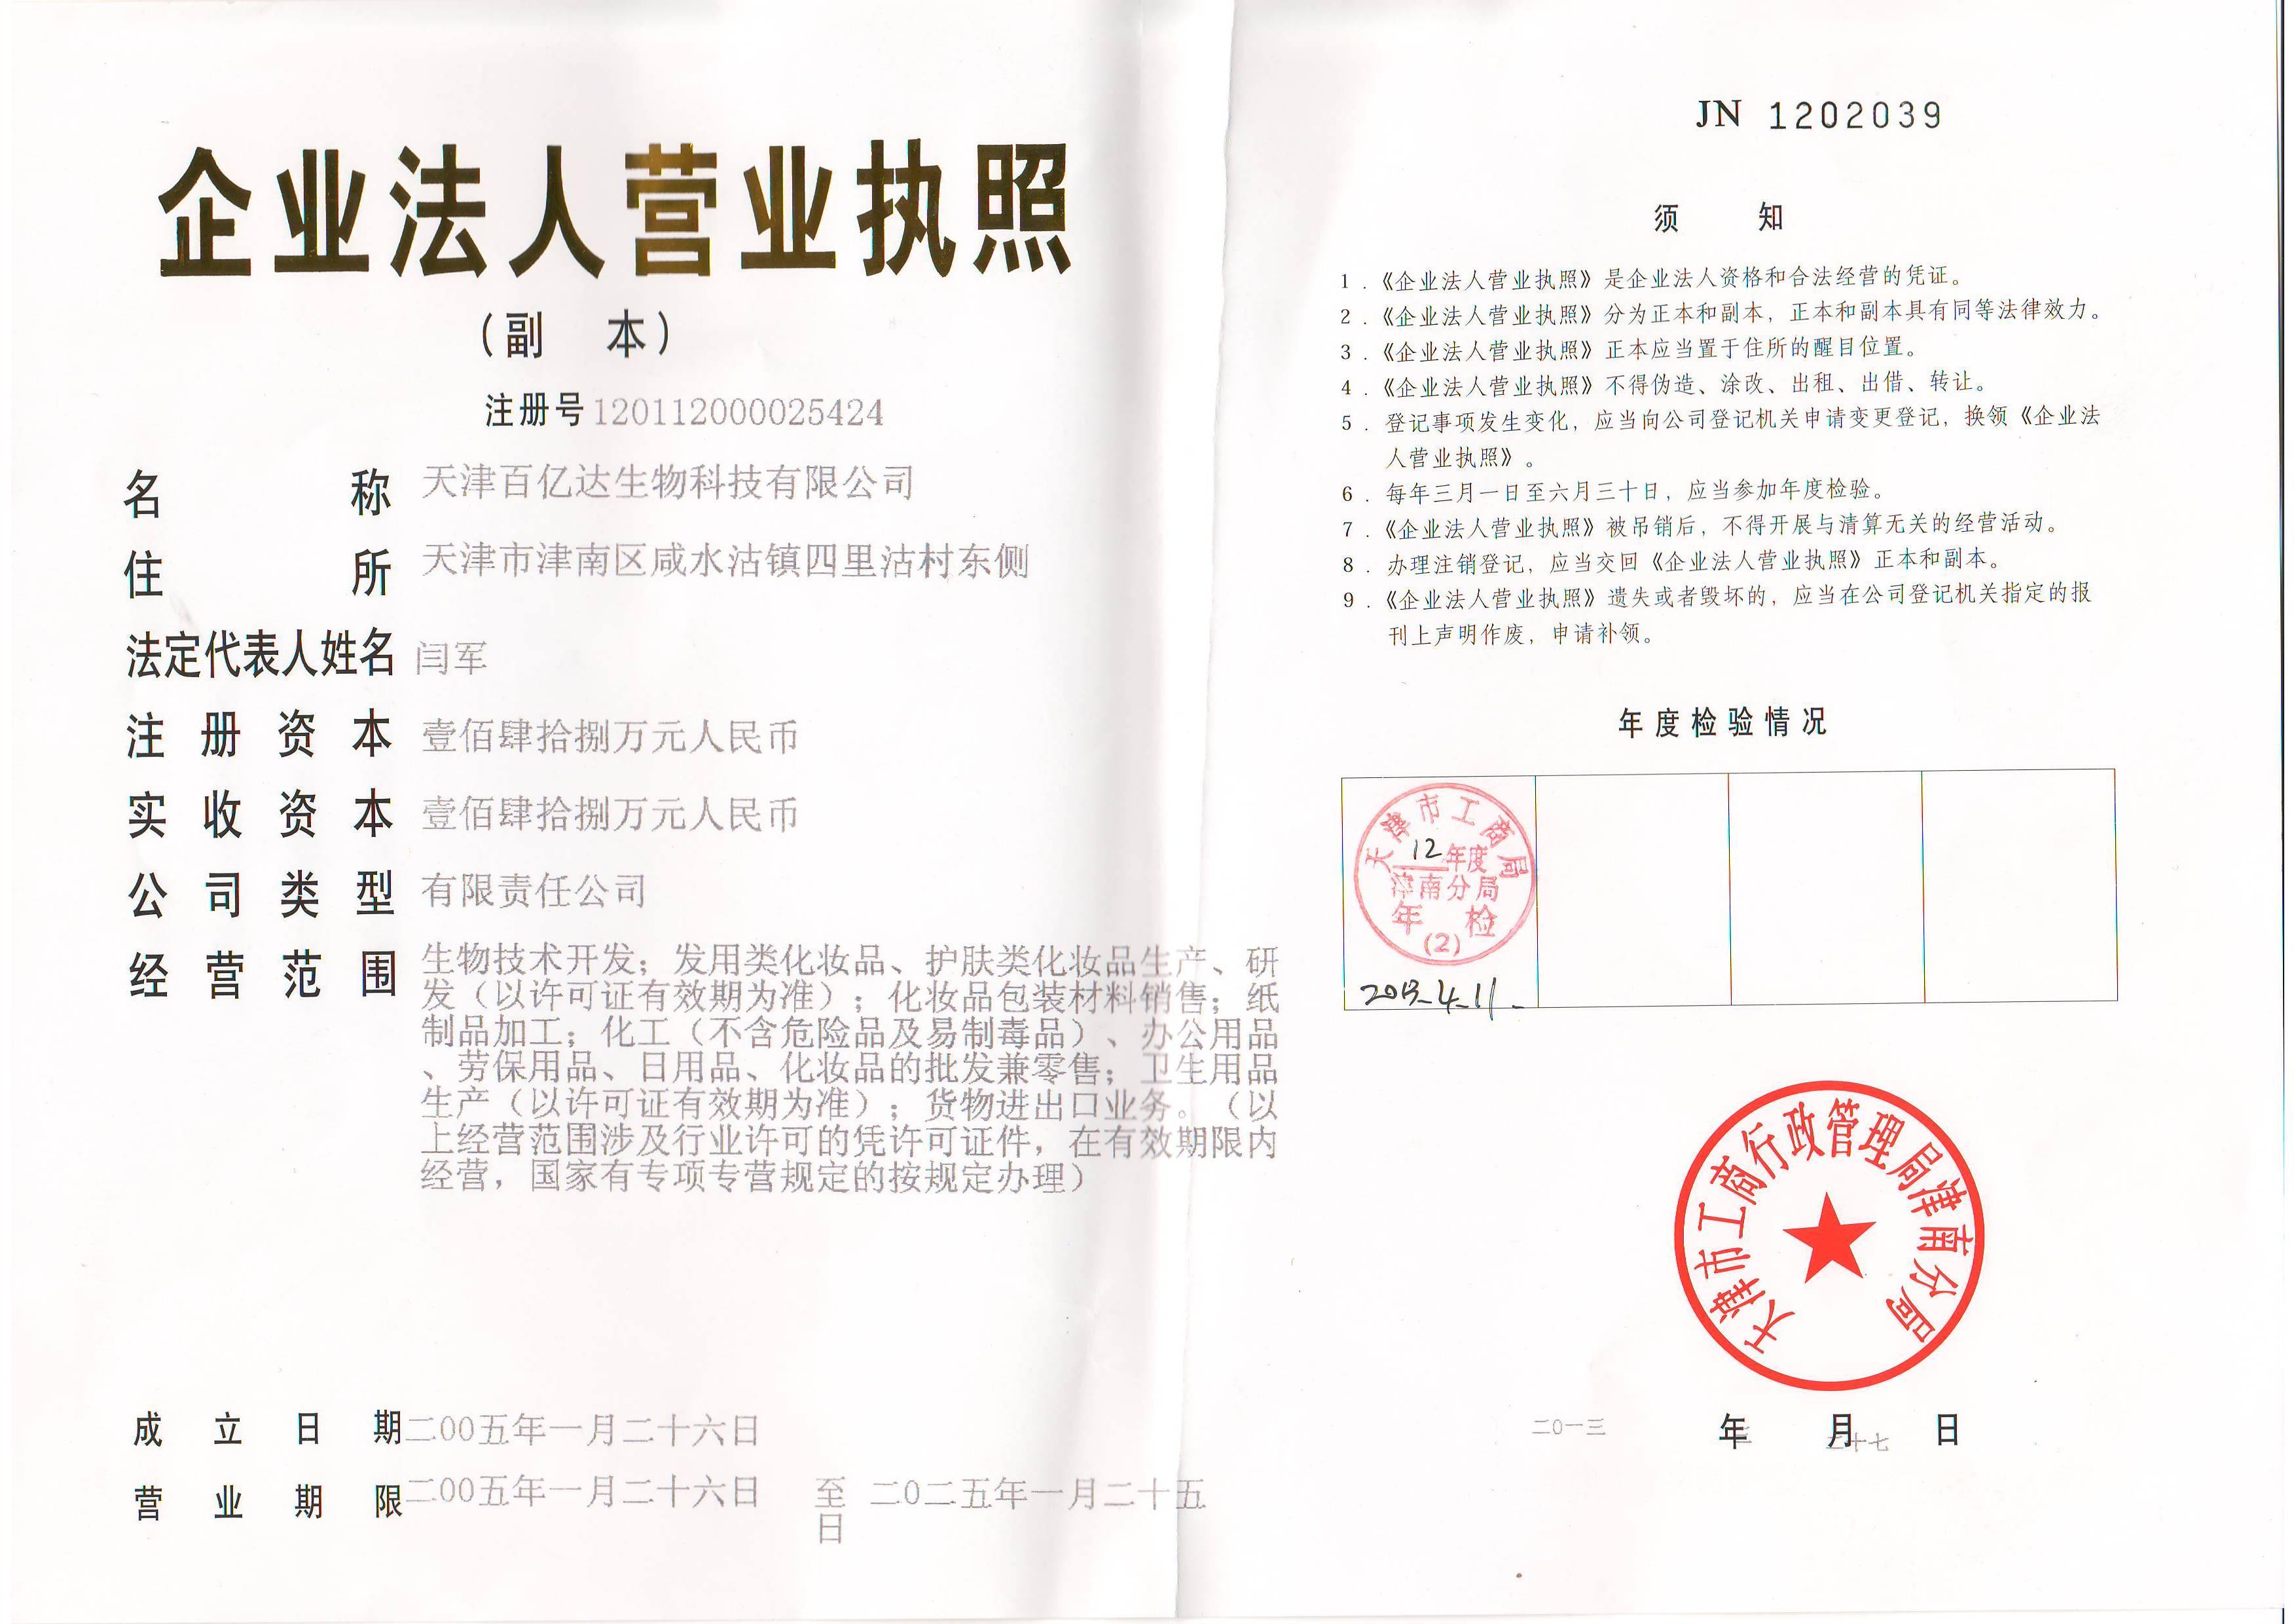 企业法人营业执照
（副 本）
注册号120112000025424
名 称 天津百亿达生物科技有限公司
住 所 天津市津南区咸水沽镇四里沽村东侧
法定代表人姓名 闫军
注册资本 壹佰肆拾捌万元人民币
实收资本 壹佰肆拾捌万元人民币
公司类型 有限责任公司
经营范围 生物技术开发；发用类化妆品、护肤类化妆品生产、研
发（以许可证有效期为准）；化妆品包装材料销售；纸
制品加工；化工（不含危险品及易制毒品）、办公用品
、劳保用品、日用品、化妆品的批发兼零售；卫生用品
生产（以许可证有效期为准）；货物进出口业务。（以
上经营范围涉及行业许可的凭许可证件，在有效期限内
经营，国家有专项专营规定的按规定办理）
成立日期 二00五年一月二十六日
营业期限 二00五年一月二十六日 至 二0二五年一月二十五
日
JN 1202039
须 知
1．《企业法人营业执照》是企业法人资格和合法经营的凭证。
2．《企业法人营业执照》分为正本和副本，正本和副本具有同等法律效力。
3．《企业法人营业执照》正本应当置于住所的醒目位置。
4．《企业法人营业执照》不得伪造、涂改、出租、出借、转让。
5．登记事项发生变化，应当向公司登记机关申请变更登记，换领《企业法
人营业执照》。
6．每年三月一日至六月三十日，应当参加年度检验。
7．《企业法人营业执照》被吊销后，不得开展与清算无关的经营活动。
8．办理注销登记，应当交回《企业法人营业执照》正本和副本。
9．《企业法人营业执照》遗失或者毁坏的，应当在公司登记机关指定的报
刊上声明作废，申请补领。
年度检验情况
天津市工商局
12年度
津南分局
年检
(2)
2013.4.11.
天津市工商行政管理局津南分局
二0一三 年 三 月 二十七 日